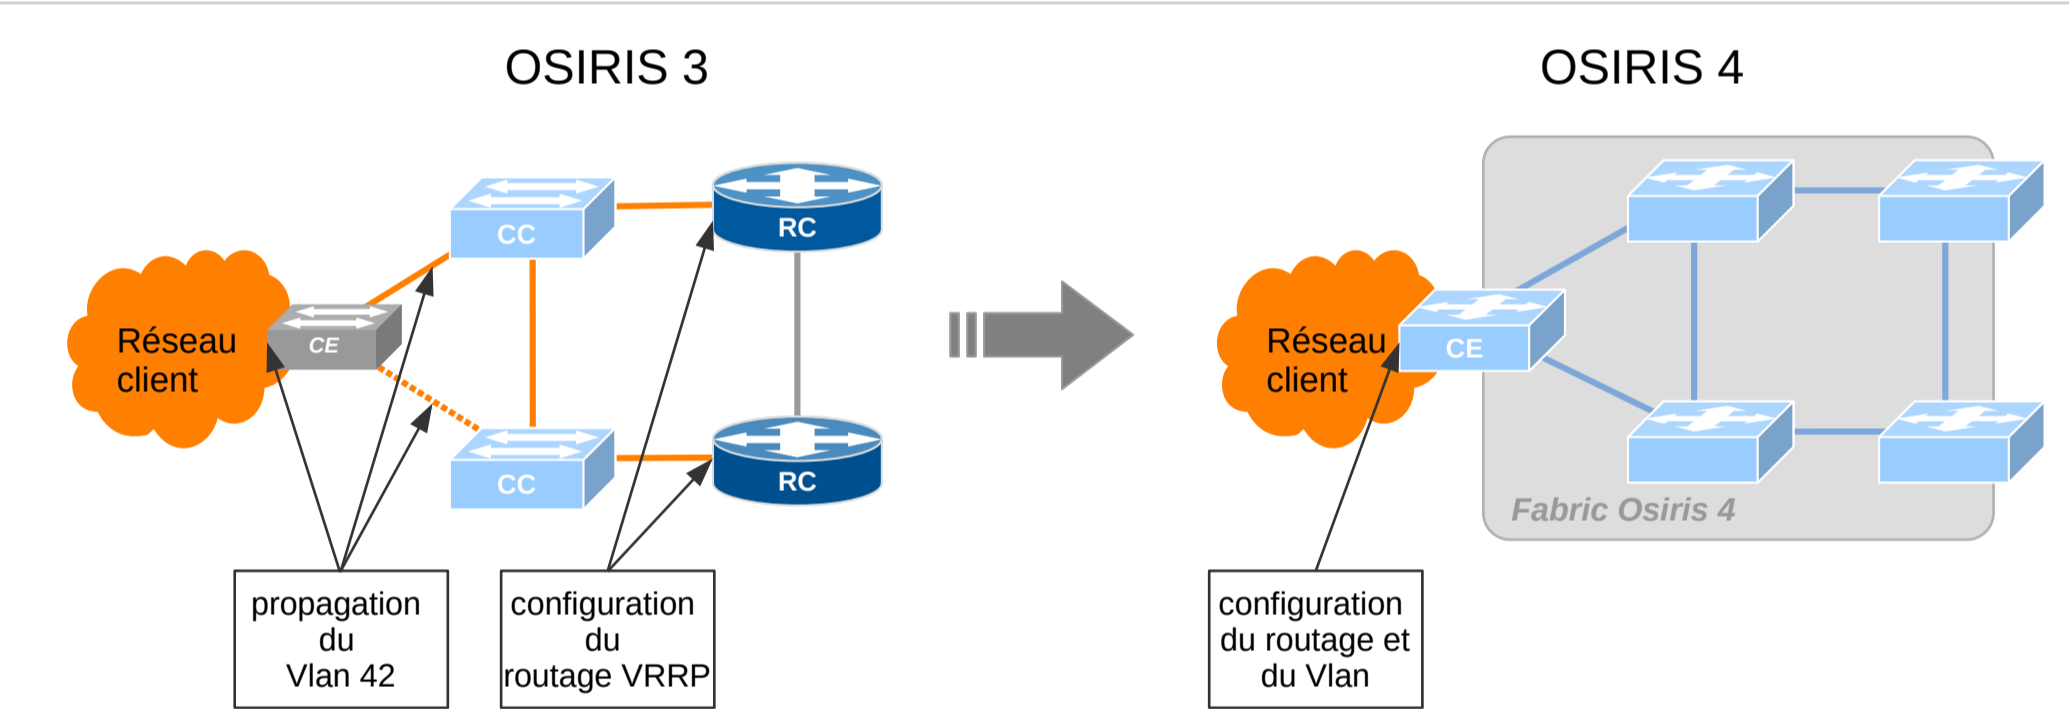 OSIRIS 3
OSIRIS 4
CC
RC
Réseau
client
CE
CC
RC
propagation
du
Vlan 42
configuration
du
routage VRRP
Réseau
client
CE
Fabric Osiris 4
configuration
du routage et
du Vlan